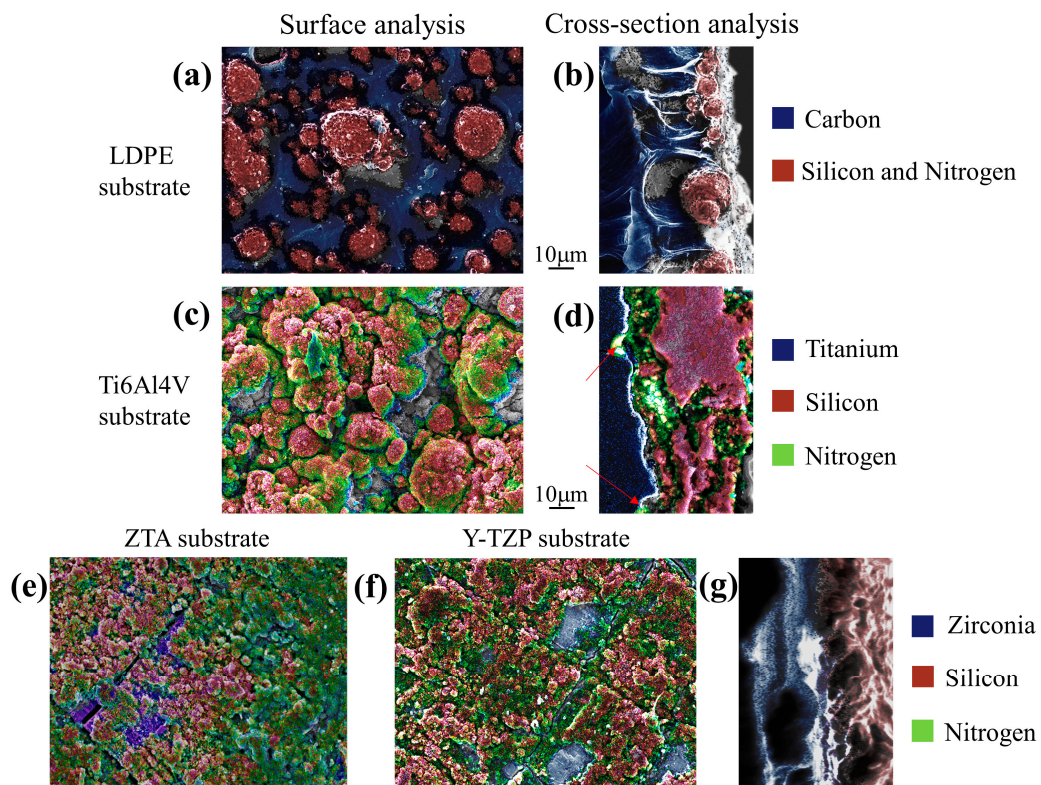 Surface analysis
Cross-section analysis
(a)
(b)
LDPE
substrate
Carbon
Silicon and Nitrogen
10μm
(c)
(d)
Ti6Al4V
substrate
Titanium
Silicon
Nitrogen
10μm
ZTA substrate
Y-TZP substrate
(e)
(f)
(g)
Zirconia
Silicon
Nitrogen